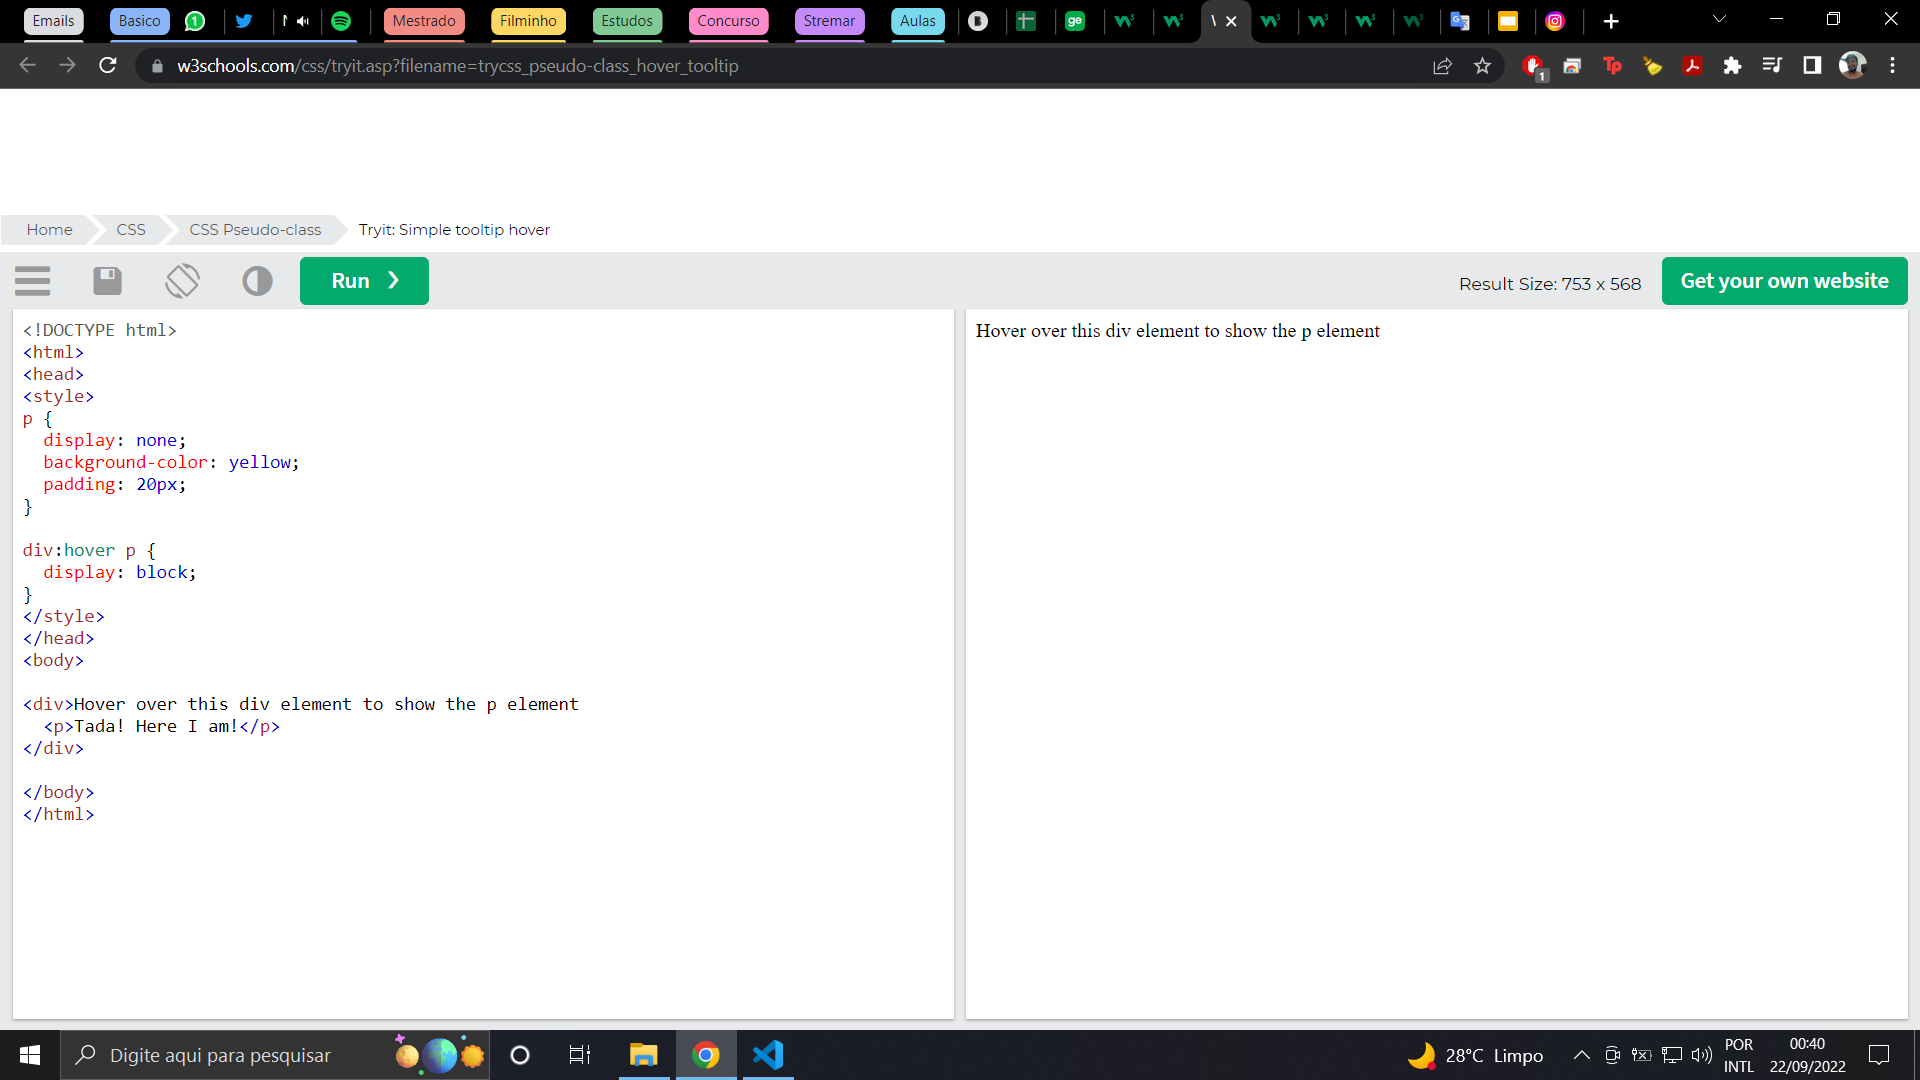 Emails
Basico
Mestrado
Filminho
Estudos
Concurso
Stremar
Aulas
ge
w3schools.com/css/tryit.asp?filename=trycss_pseudo-class_hover_tooltip
1
Home
CSS
CSS Pseudo-class
Tryit: Simple tooltip hover
Run ❯
Result Size: 753 x 568
Get your own website
<!DOCTYPE html>
<html>
<head>
<style>
p {
  display: none;
  background-color: yellow;
  padding: 20px;
}
div:hover p {
  display: block;
}
</style>
</head>
<body>
<div>Hover over this div element to show the p element
  <p>Tada! Here I am!</p>
</div>
</body>
</html>
Hover over this div element to show the p element
Digite aqui para pesquisar
28°C Limpo
POR
INTL
00:40
22/09/2022